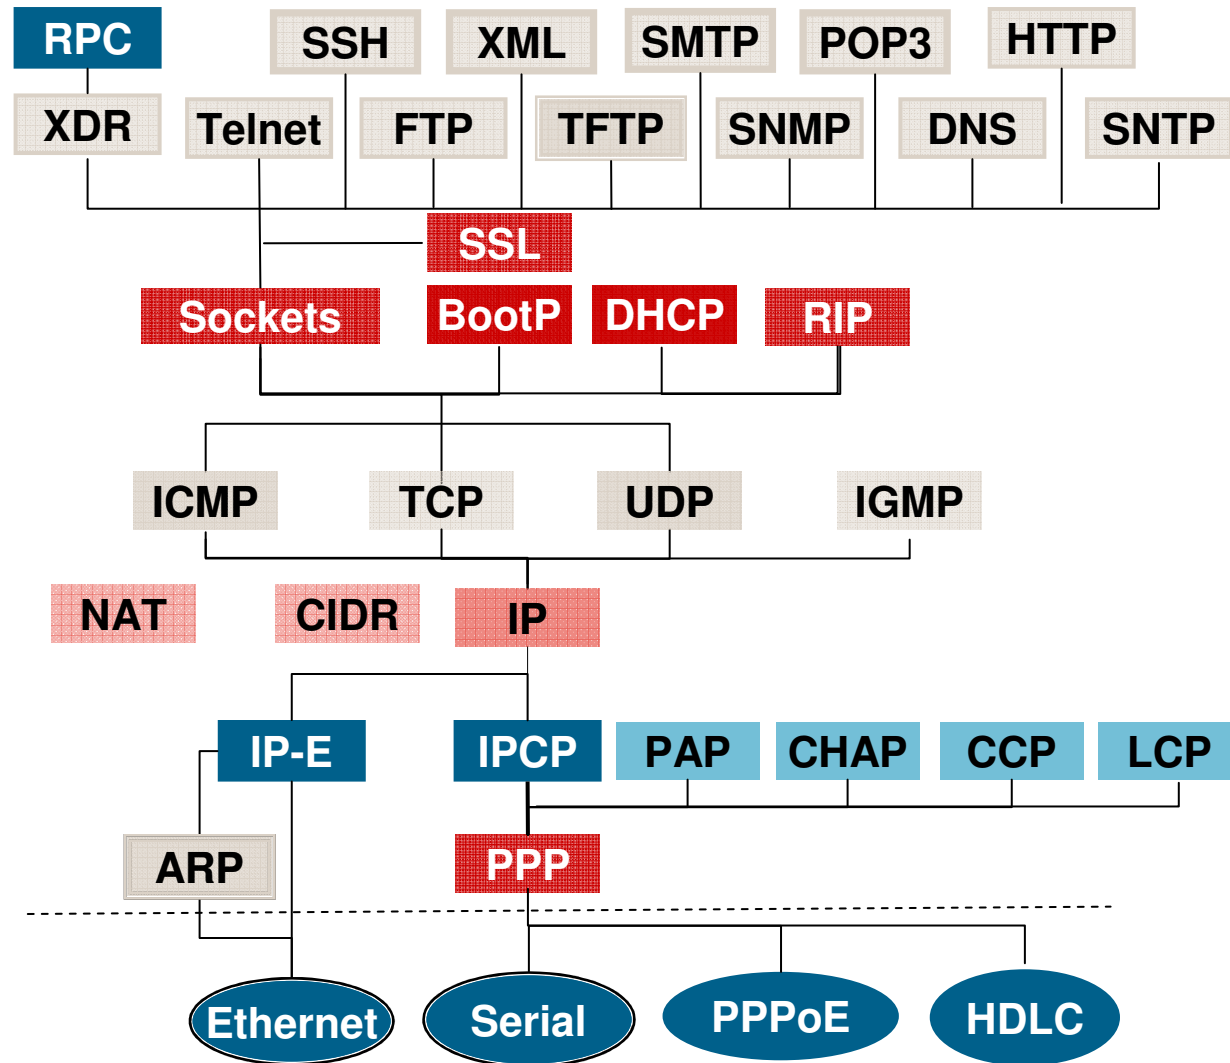 RPC
SSH
XML
SMTP
POP3
HTTP
XDR
Telnet
FTP
TFTP
SNMP
DNS
SNTP
SSL
Sockets
BootP
DHCP
RIP
ICMP
TCP
UDP
IGMP
NAT
CIDR
IP
IP-E
IPCP
PAP
CHAP
CCP
LCP
ARP
PPP
Ethernet
Serial
PPPoE
HDLC